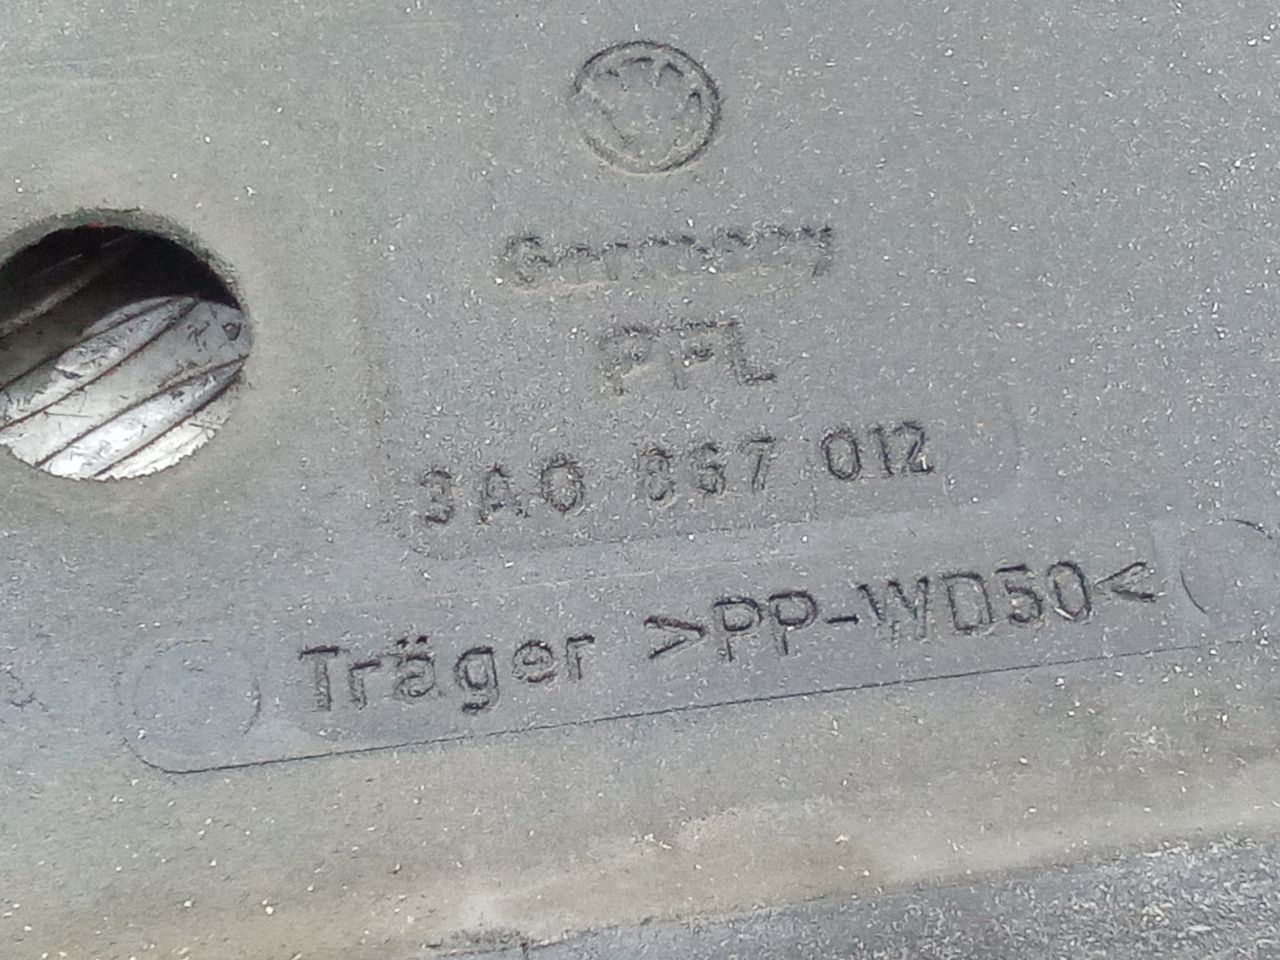 Germany
PFL
3A0 867 012
Träger >PP-WD50<